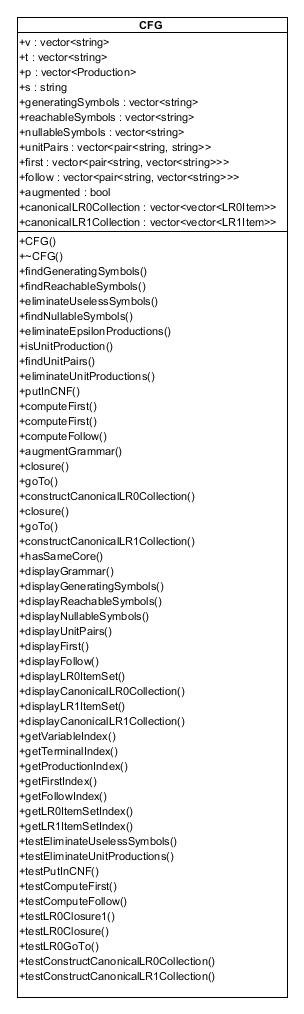 CFG
+v : vector<string>
+t : vector<string>
+p : vector<Production>
+s : string
+generatingSymbols : vector<string>
+reachableSymbols : vector<string>
+nullableSymbols : vector<string>
+unitPairs : vector<pair<string, string>>
+first : vector<pair<string, vector<string>>>
+follow : vector<pair<string, vector<string>>>
+augmented : bool
+canonicalLR0Collection : vector<vector<LR0Item>>
+canonicalLR1Collection : vector<vector<LR1Item>>
+CFG()
+~CFG()
+findGeneratingSymbols()
+findReachableSymbols()
+eliminateUselessSymbols()
+findNullableSymbols()
+eliminateEpsilonProductions()
+isUnitProduction()
+findUnitPairs()
+eliminateUnitProductions()
+putInCNF()
+computeFirst()
+computeFirst()
+computeFollow()
+augmentGrammar()
+closure()
+goTo()
+constructCanonicalLR0Collection()
+closure()
+goTo()
+constructCanonicalLR1Collection()
+hasSameCore()
+displayGrammar()
+displayGeneratingSymbols()
+displayReachableSymbols()
+displayNullableSymbols()
+displayUnitPairs()
+displayFirst()
+displayFollow()
+displayLR0ItemSet()
+displayCanonicalLR0Collection()
+displayLR1ItemSet()
+displayCanonicalLR1Collection()
+getVariableIndex()
+getTerminalIndex()
+getProductionIndex()
+getFirstIndex()
+getFollowIndex()
+getLR0ItemSetIndex()
+getLR1ItemSetIndex()
+testEliminateUselessSymbols()
+testEliminateUnitProductions()
+testPutInCNF()
+testComputeFirst()
+testComputeFollow()
+testLR0Closure1()
+testLR0Closure()
+testLR0GoTo()
+testConstructCanonicalLR0Collection()
+testConstructCanonicalLR1Collection()